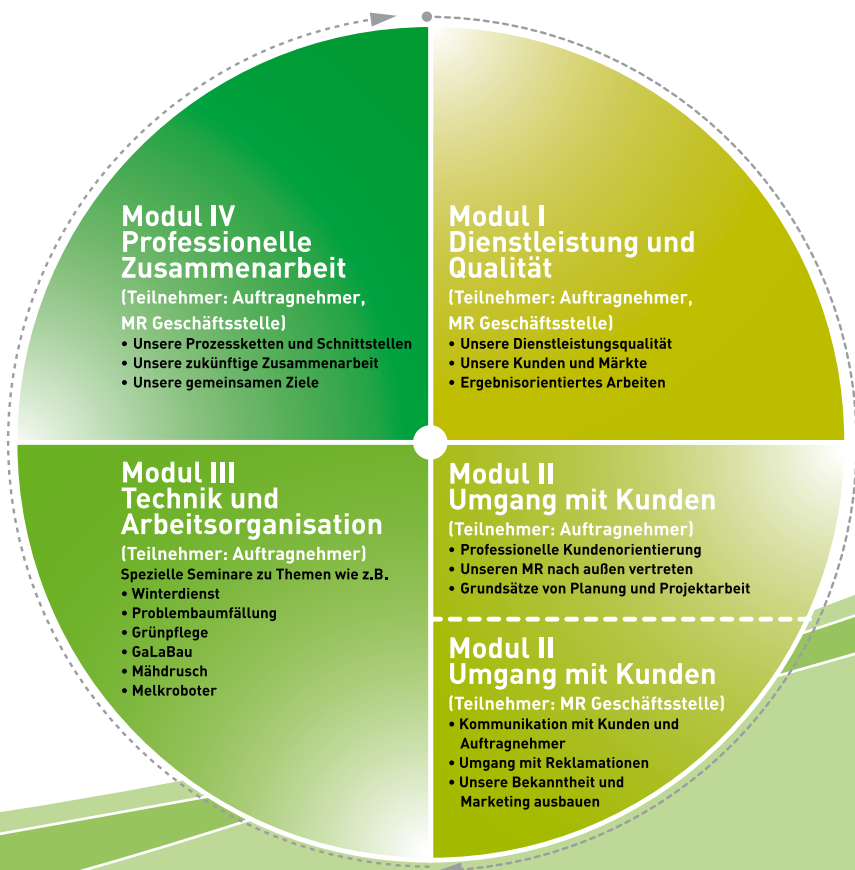 Modul IV
Professionelle
Zusammenarbeit
(Teilnehmer: Auftragnehmer,
MR Geschäftsstelle)
• Unsere Prozessketten und Schnittstellen
• Unsere zukünftige Zusammenarbeit
• Unsere gemeinsamen Ziele
Modul I
Dienstleistung und
Qualität
(Teilnehmer: Auftragnehmer,
MR Geschäftsstelle)
• Unsere Dienstleistungsqualität
• Unsere Kunden und Märkte
• Ergebnisorientiertes Arbeiten
Modul III
Technik und
Arbeitsorganisation
(Teilnehmer: Auftragnehmer)
Spezielle Seminare zu Themen wie z.B.
• Winterdienst
• Problembaumfällung
• Grünpflege
• GaLaBau
• Mähdrusch
• Melkroboter
Modul II
Umgang mit Kunden
(Teilnehmer: Auftragnehmer)
• Professionelle Kundenorientierung
• Unseren MR nach außen vertreten
• Grundsätze von Planung und Projektarbeit
Modul II
Umgang mit Kunden
(Teilnehmer: MR Geschäftsstelle)
• Kommunikation mit Kunden und
Auftragnehmer
• Umgang mit Reklamationen
• Unsere Bekanntheit und
Marketing ausbauen